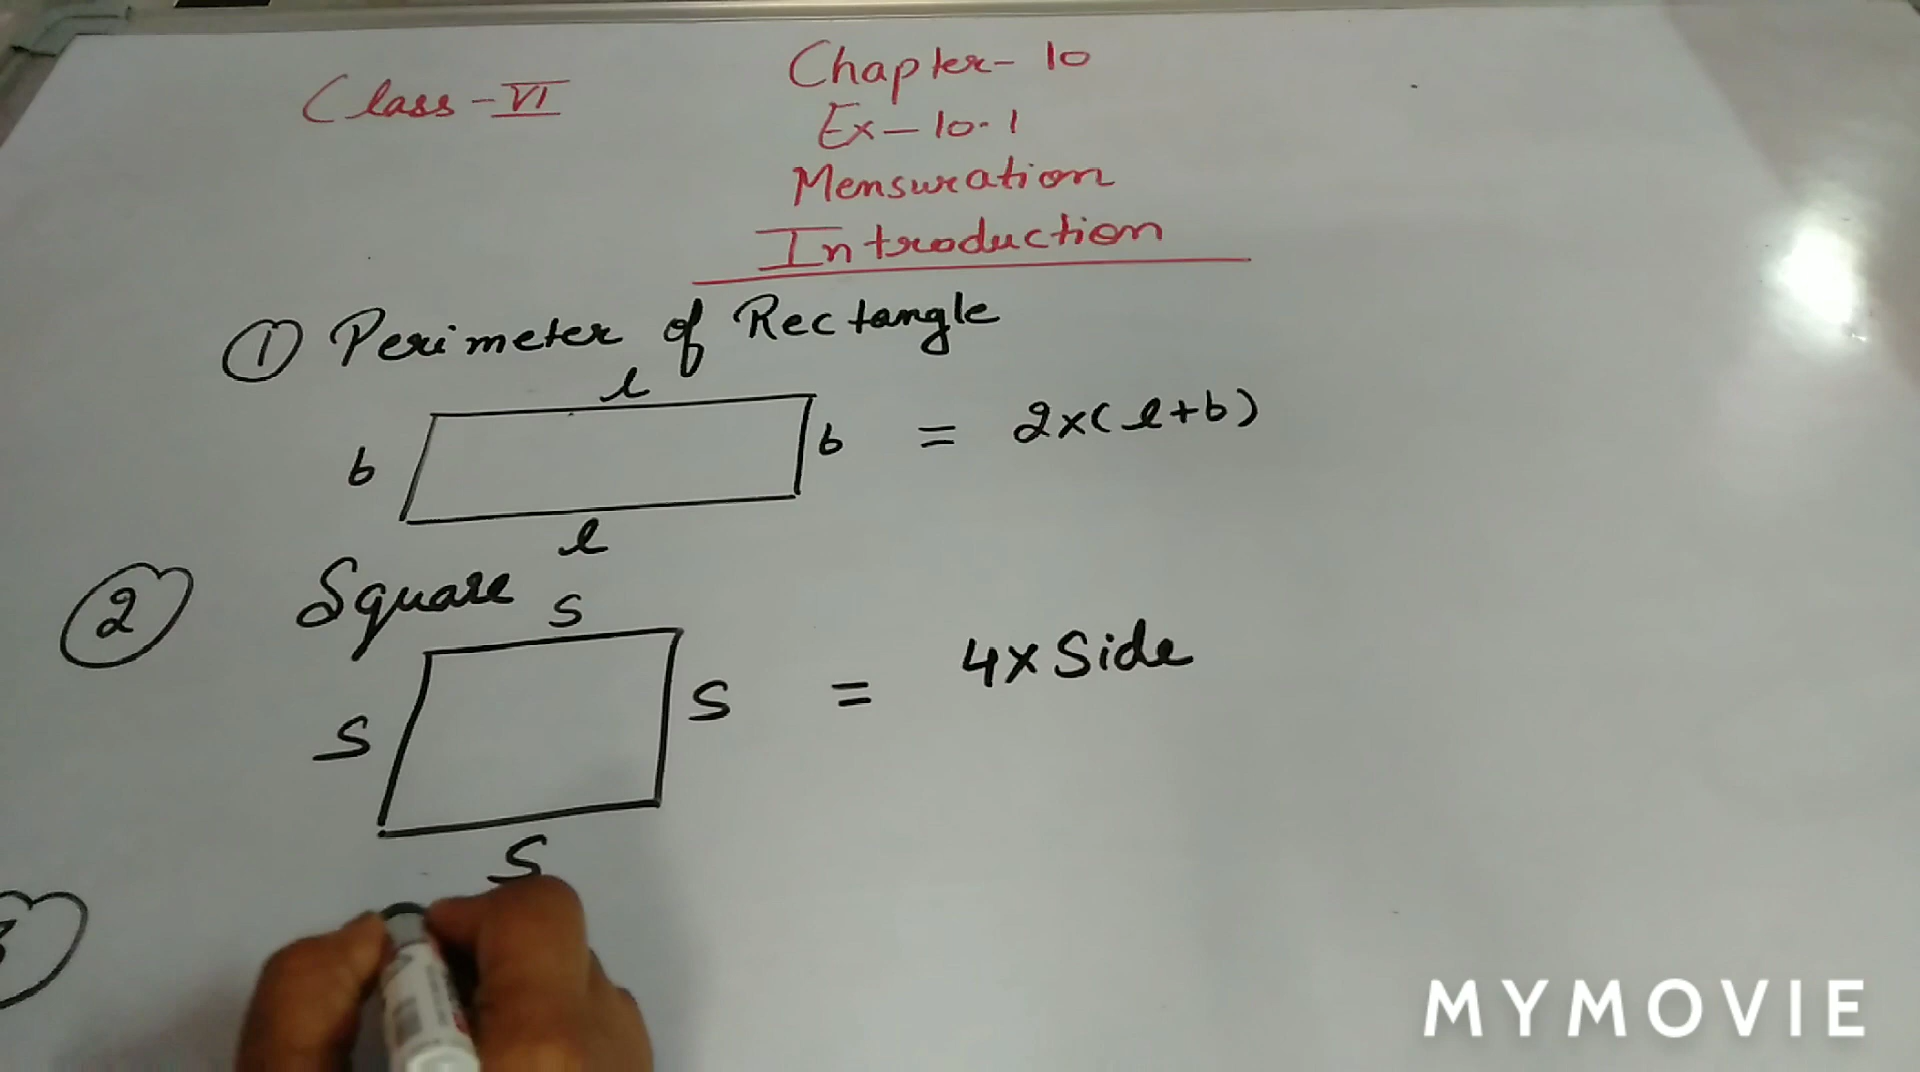 Class-VI
Chapter-10
Ex-10.1
Mensuration
Introduction
① Perimeter of Rectangle
l
b
b
= 2×(l+b)
l
② Square
s
s
s
= 4×Side
s
MYMOVIE